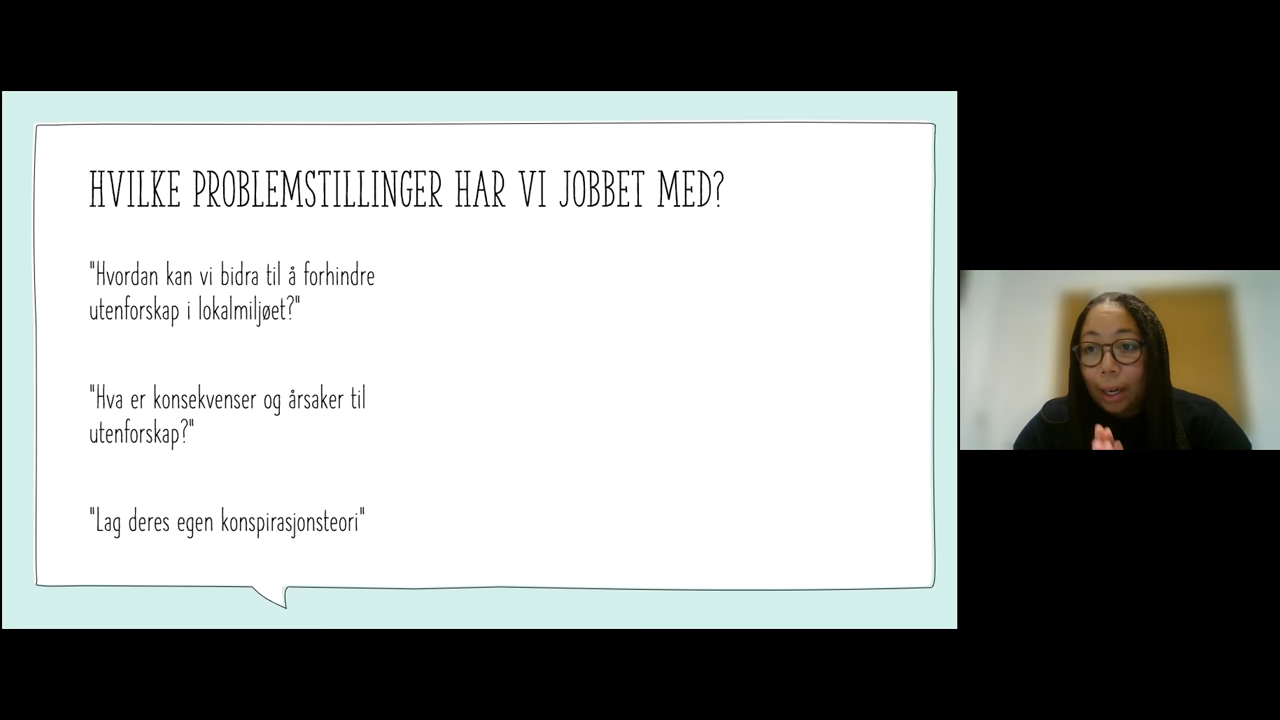 HVILKE PROBLEMSTILLINGER HAR VI JOBBET MED?
"Hvordan kan vi bidra til å forhindre
utenforskap i lokalmiljøet?"
"Hva er konsekvenser og årsaker til
utenforskap?"
"Lag deres egen konspirasjonsteori"